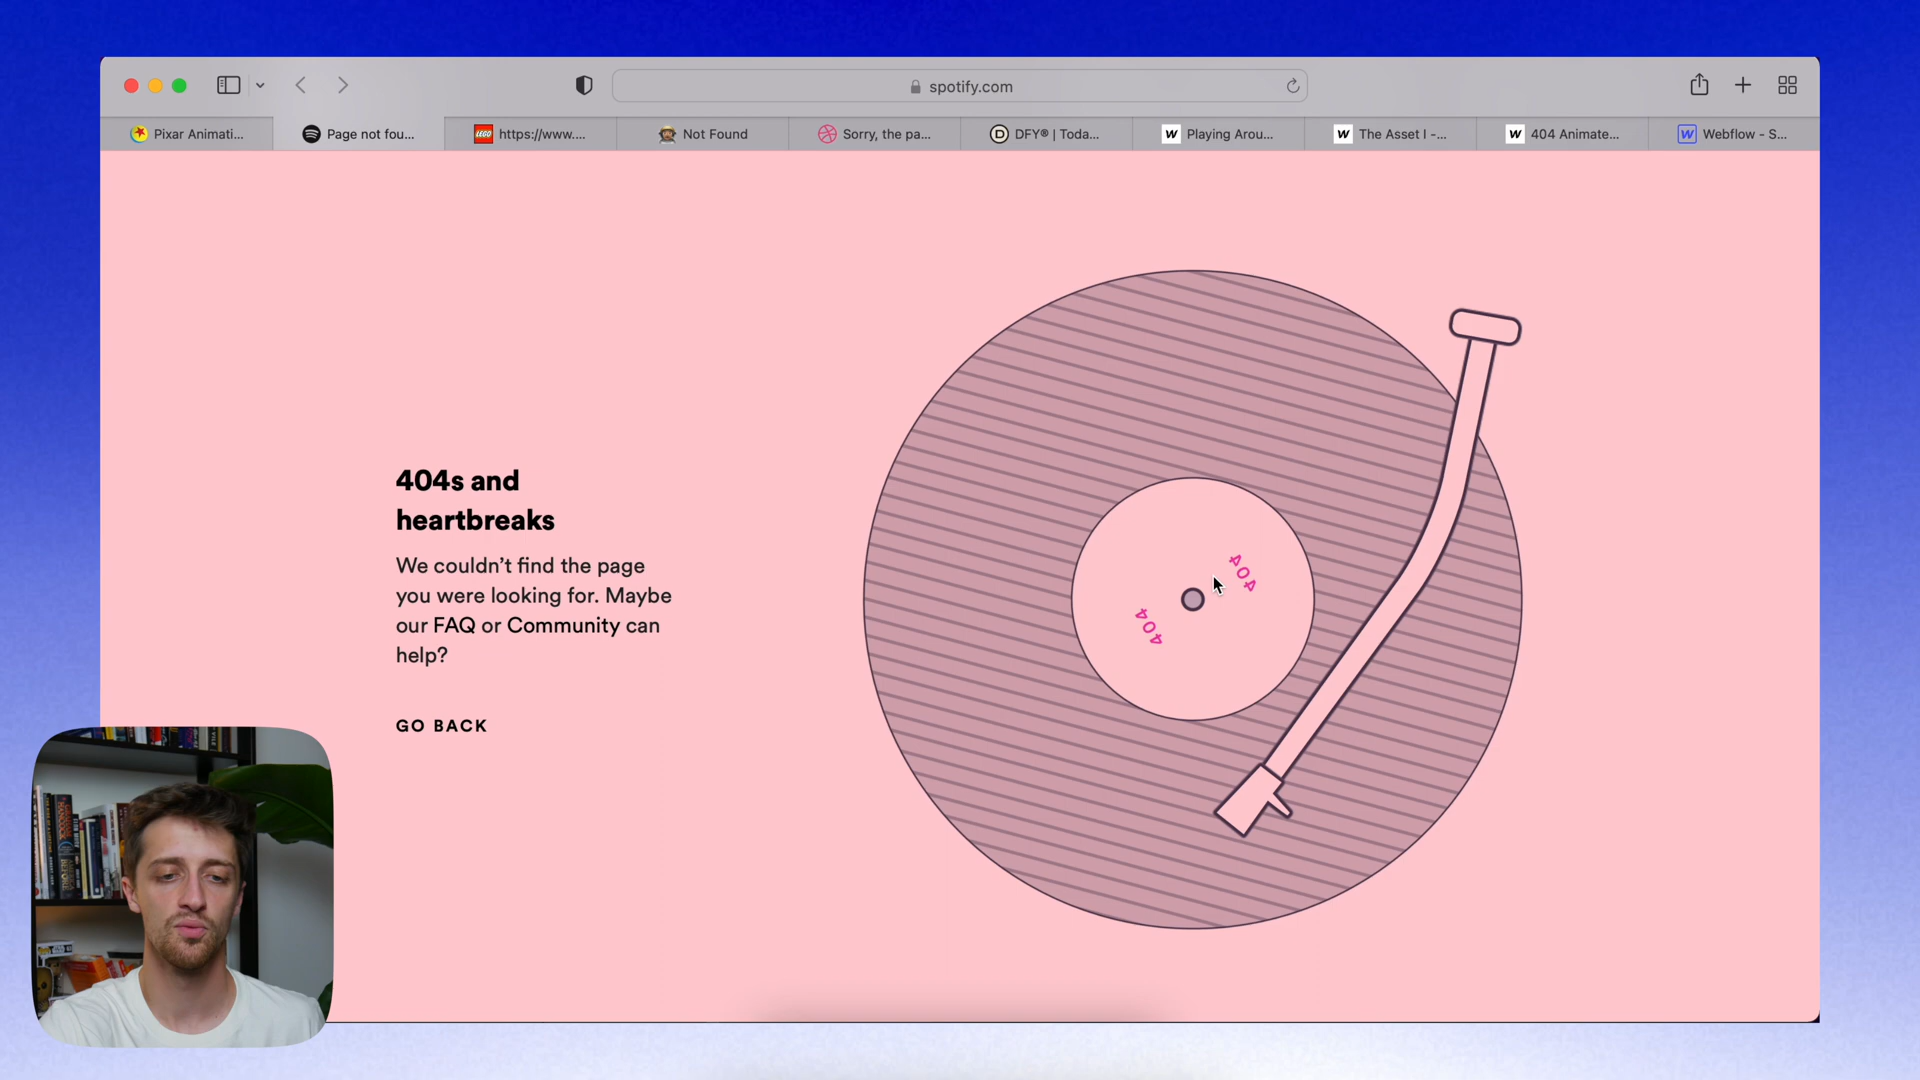 spotify.com
Pixar Animati...
Page not fou...
LEGO
https://www....
Not Found
Sorry, the pa...
D
DFY® | Toda...
W
Playing Arou...
W
The Asset I -...
W
404 Animate...
W
Webflow - S...
404s and
heartbreaks
We couldn’t find the page
you were looking for. Maybe
our FAQ or Community can
help?
GO BACK
404
404